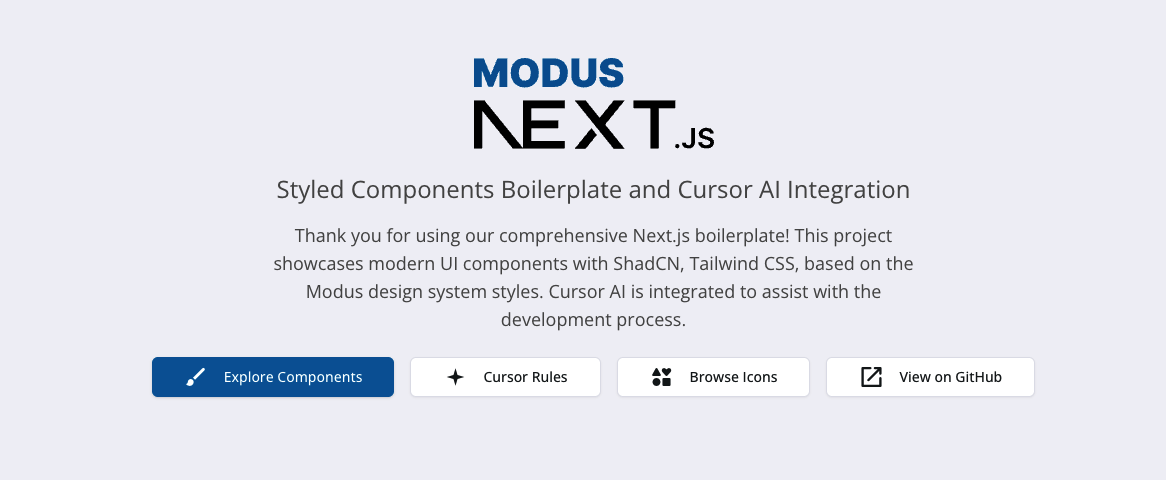 MODUS
NEXT.JS
Styled Components Boilerplate and Cursor AI Integration
Thank you for using our comprehensive Next.js boilerplate! This project
showcases modern UI components with ShadCN, Tailwind CSS, based on the
Modus design system styles. Cursor AI is integrated to assist with the
development process.
Explore Components
Cursor Rules
Browse Icons
View on GitHub